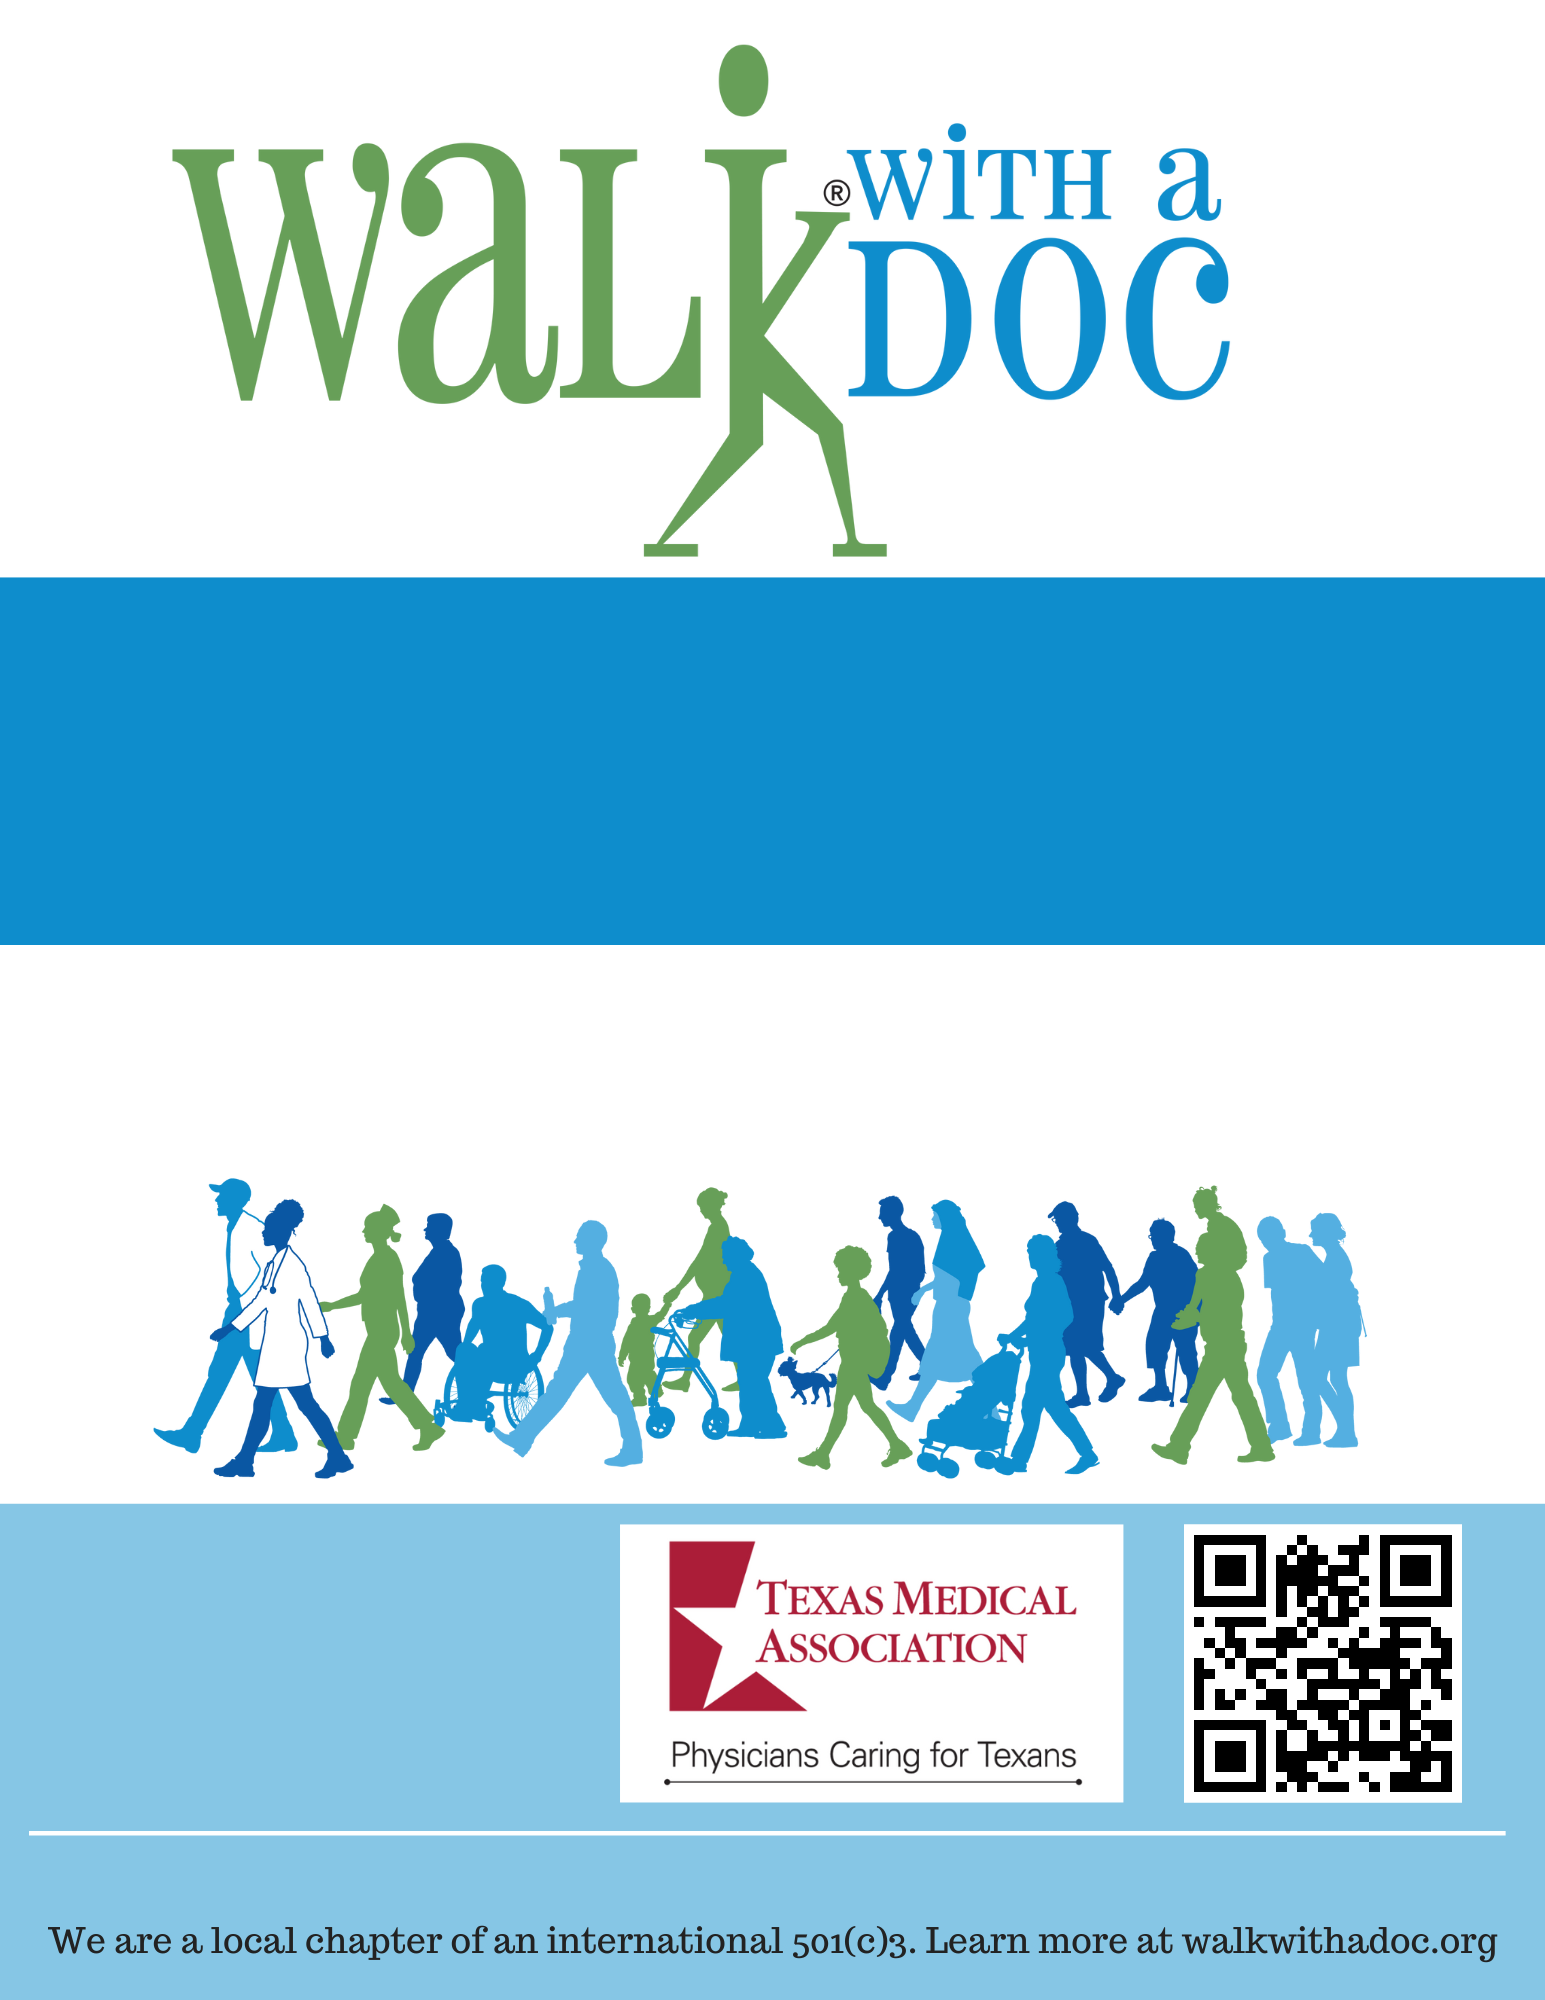 WaLk® WiTH a
DOC
TEXAS MEDICAL
ASSOCIATION
Physicians Caring for Texans
We are a local chapter of an international 501(c)3. Learn more at walkwithadoc.org